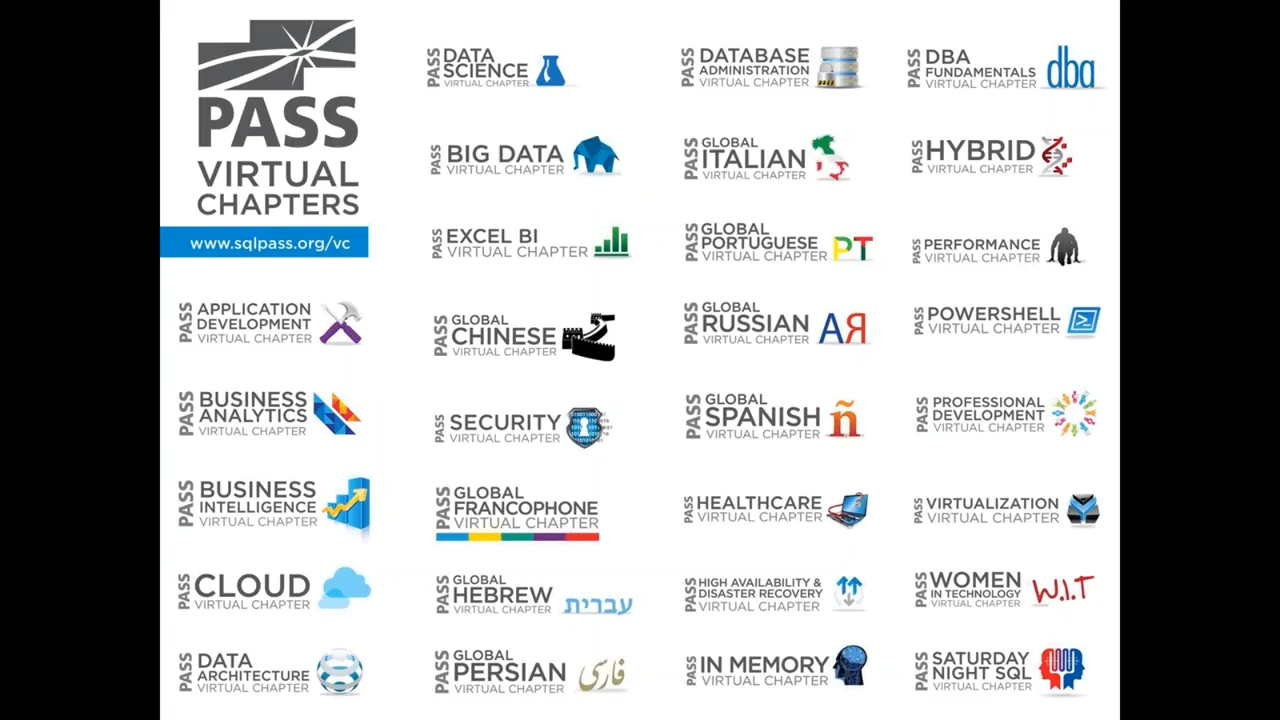 PASS
VIRTUAL
CHAPTERS
www.sqlpass.org/vc
PASS
APPLICATION
DEVELOPMENT
VIRTUAL CHAPTER
PASS
BUSINESS
ANALYTICS
VIRTUAL CHAPTER
PASS
BUSINESS
INTELLIGENCE
VIRTUAL CHAPTER
PASS
CLOUD
VIRTUAL CHAPTER
PASS
DATA
ARCHITECTURE
VIRTUAL CHAPTER
PASS
DATA
SCIENCE
VIRTUAL CHAPTER
PASS
BIG DATA
VIRTUAL CHAPTER
PASS
EXCEL BI
VIRTUAL CHAPTER
PASS
GLOBAL
CHINESE
VIRTUAL CHAPTER
PASS
SECURITY
VIRTUAL CHAPTER
PASS
GLOBAL
FRANCOPHONE
VIRTUAL CHAPTER
PASS
GLOBAL
HEBREW
VIRTUAL CHAPTER
עברית
PASS
GLOBAL
PERSIAN
VIRTUAL CHAPTER
فارسی
PASS
DATABASE
ADMINISTRATION
VIRTUAL CHAPTER
PASS
GLOBAL
ITALIAN
VIRTUAL CHAPTER
PASS
GLOBAL
PORTUGUESE
VIRTUAL CHAPTER
PT
PASS
GLOBAL
RUSSIAN
VIRTUAL CHAPTER
АЯ
PASS
GLOBAL
SPANISH
VIRTUAL CHAPTER
ñ
PASS
HEALTHCARE
VIRTUAL CHAPTER
PASS
HIGH AVAILABILITY &
DISASTER RECOVERY
VIRTUAL CHAPTER
PASS
IN MEMORY
VIRTUAL CHAPTER
PASS
DBA
FUNDAMENTALS
VIRTUAL CHAPTER
dba
PASS
HYBRID
VIRTUAL CHAPTER
PASS
PERFORMANCE
VIRTUAL CHAPTER
PASS
POWERSHELL
VIRTUAL CHAPTER
PASS
PROFESSIONAL
DEVELOPMENT
VIRTUAL CHAPTER
PASS
VIRTUALIZATION
VIRTUAL CHAPTER
PASS
WOMEN
IN TECHNOLOGY
VIRTUAL CHAPTER
W.I.T
PASS
SATURDAY
NIGHT SQL
VIRTUAL CHAPTER